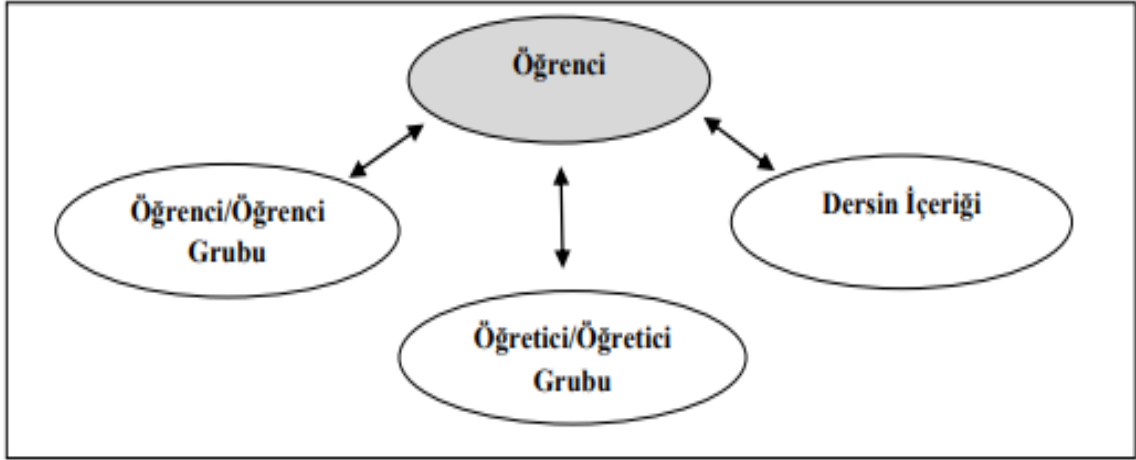 Öğrenci
Öğrenci/Öğrenci
Grubu
Dersin İçeriği
Öğretici/Öğretici
Grubu